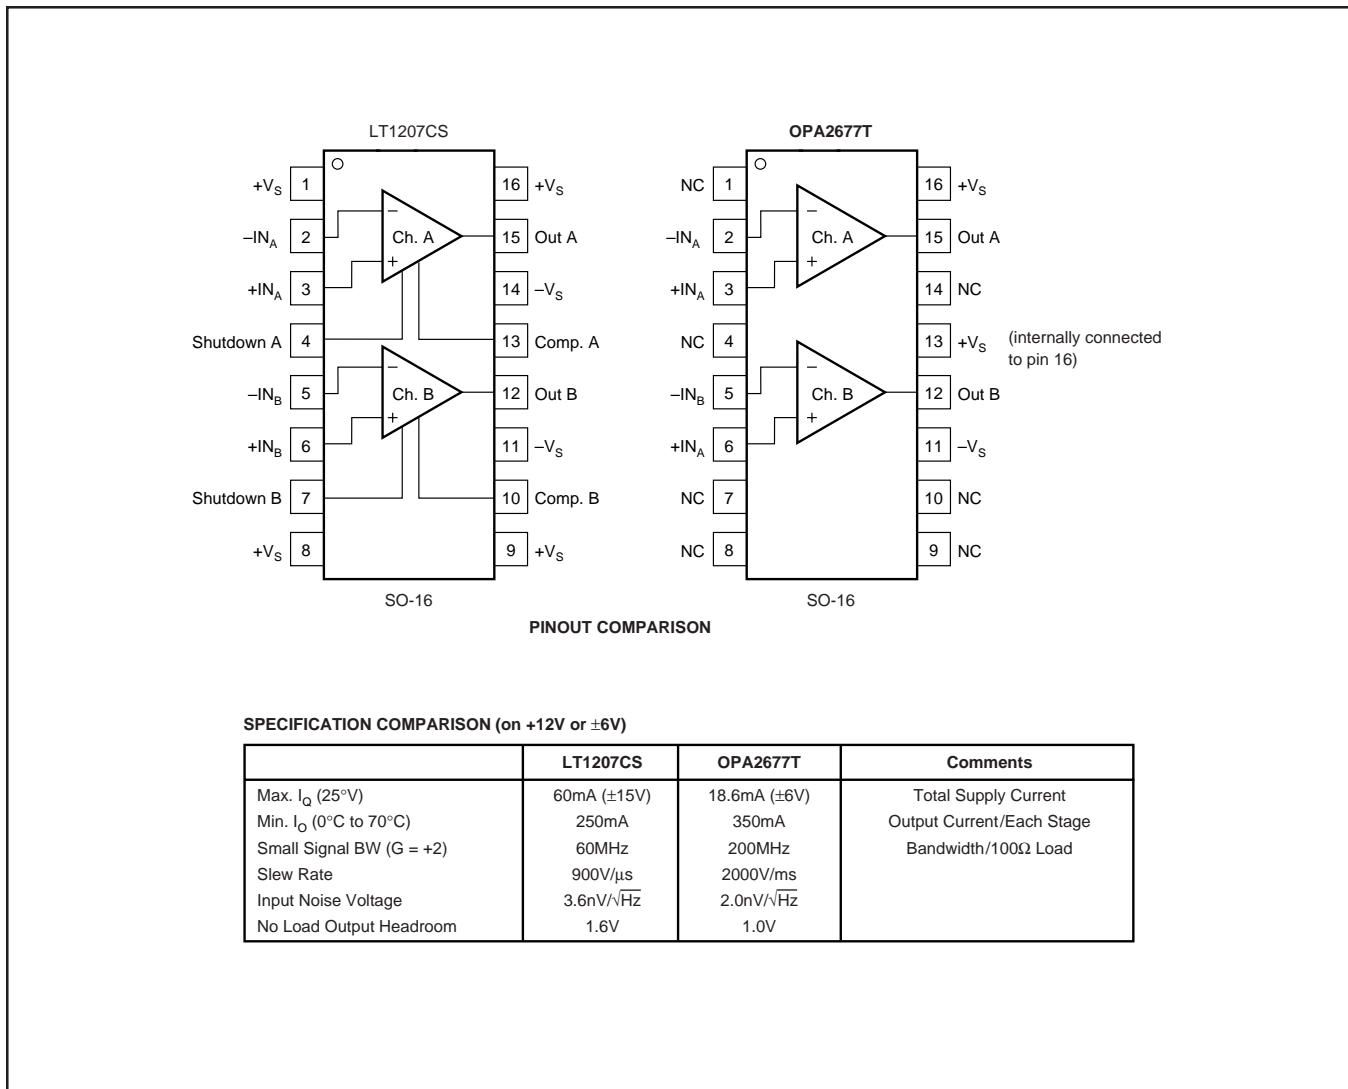 LT1207CS
+VS 1 16 +VS
–INA 2 – Ch. A 15 Out A
+INA 3 + 14 –VS
Shutdown A 4 13 Comp. A
–INB 5 – Ch. B 12 Out B
+INB 6 + 11 –VS
Shutdown B 7 10 Comp. B
+VS 8 9 +VS
SO-16
OPA2677T
NC 1 16 +VS
–INA 2 – Ch. A 15 Out A
+INA 3 + 14 NC
NC 4 13 +VS (internally connected
to pin 16)
–INB 5 – Ch. B 12 Out B
+INA 6 + 11 –VS
NC 7 10 NC
NC 8 9 NC
SO-16
PINOUT COMPARISON
SPECIFICATION COMPARISON (on +12V or ±6V)
LT1207CS OPA2677T Comments
Max. IQ (25°V) 60mA (±15V) 18.6mA (±6V) Total Supply Current
Min. IO (0°C to 70°C) 250mA 350mA Output Current/Each Stage
Small Signal BW (G = +2) 60MHz 200MHz Bandwidth/100Ω Load
Slew Rate 900V/µs 2000V/ms
Input Noise Voltage 3.6nV/√Hz 2.0nV/√Hz
No Load Output Headroom 1.6V 1.0V